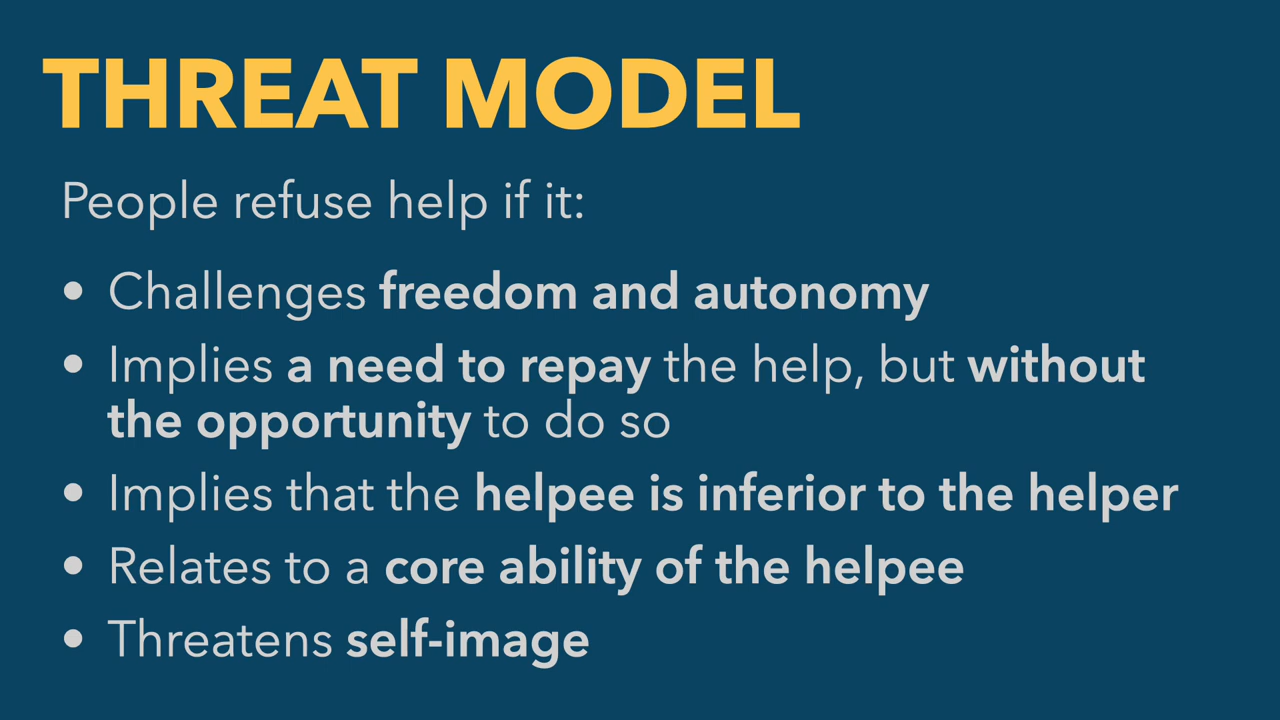 THREAT MODEL
People refuse help if it:
• Challenges freedom and autonomy
• Implies a need to repay the help, but without
the opportunity to do so
• Implies that the helpee is inferior to the helper
• Relates to a core ability of the helpee
• Threatens self-image